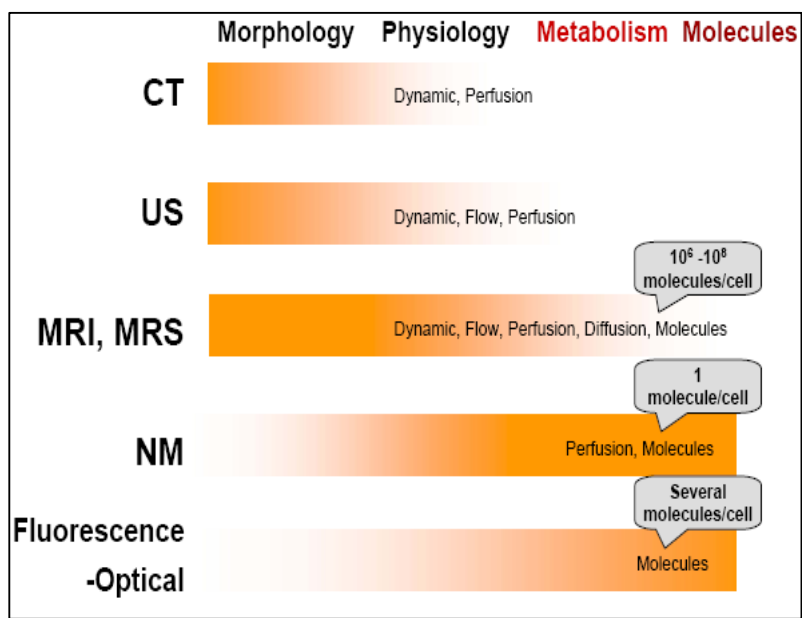 Morphology Physiology Metabolism Molecules
CT
Dynamic, Perfusion
US
Dynamic, Flow, Perfusion
10⁶ -10⁸
molecules/cell
MRI, MRS
Dynamic, Flow, Perfusion, Diffusion, Molecules
1
molecule/cell
NM
Perfusion, Molecules
Several
molecules/cell
Fluorescence
-Optical
Molecules